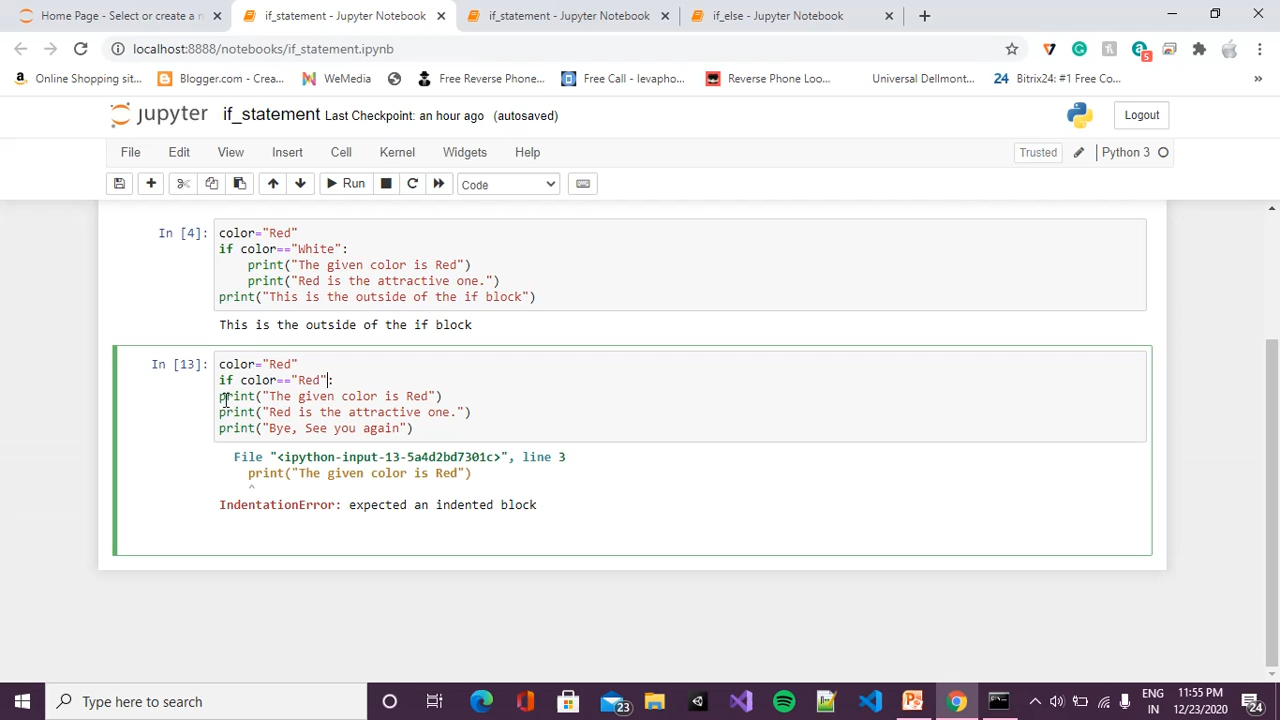 Home Page - Select or create a n
if_statement - Jupyter Notebook
if_statement - Jupyter Notebook
if_else - Jupyter Notebook
localhost:8888/notebooks/if_statement.ipynb
5
Online Shopping sit...
Blogger.com - Crea...
WeMedia
Free Reverse Phone...
Free Call - levapho...
Reverse Phone Loo...
Universal Dellmont...
24 Bitrix24: #1 Free Co...
»
jupyter if_statement Last Checkpoint: an hour ago (autosaved)
Logout
File Edit View Insert Cell Kernel Widgets Help
Trusted
Python 3
Run
Code
In [4]:
color="Red"
if color=="White":
    print("The given color is Red")
    print("Red is the attractive one.")
print("This is the outside of the if block")
This is the outside of the if block
In [13]:
color="Red"
if color=="Red":
print("The given color is Red")
print("Red is the attractive one.")
print("Bye, See you again")
File "<ipython-input-13-5a4d2bd7301c>", line 3
    print("The given color is Red")
    ^
IndentationError: expected an indented block
Type here to search
23
ENG
IN
11:55 PM
12/23/2020
24